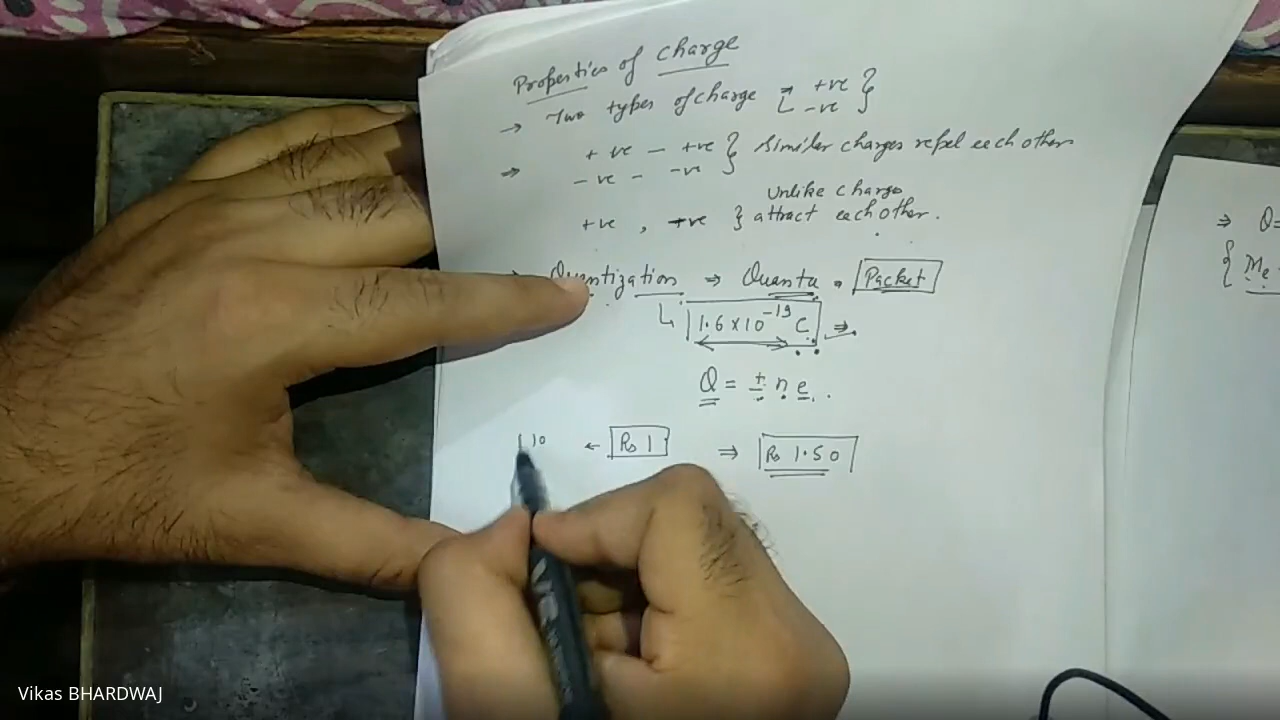 Properties of charge
→ Two types of charge → +ve }
-ve
⇒ +ve - +ve } Similar charges repel each other
-ve - -ve
Unlike charge
+ve , +ve } attract each other.
Quantization ⇒ Quanta = Packet
1.6 × 10⁻¹⁹ C ⇒
Q = ± n e
10 ← Rs 1 ⇒ Rs 1.50
⇒ Q=
{ Me
Vikas BHARDWAJ